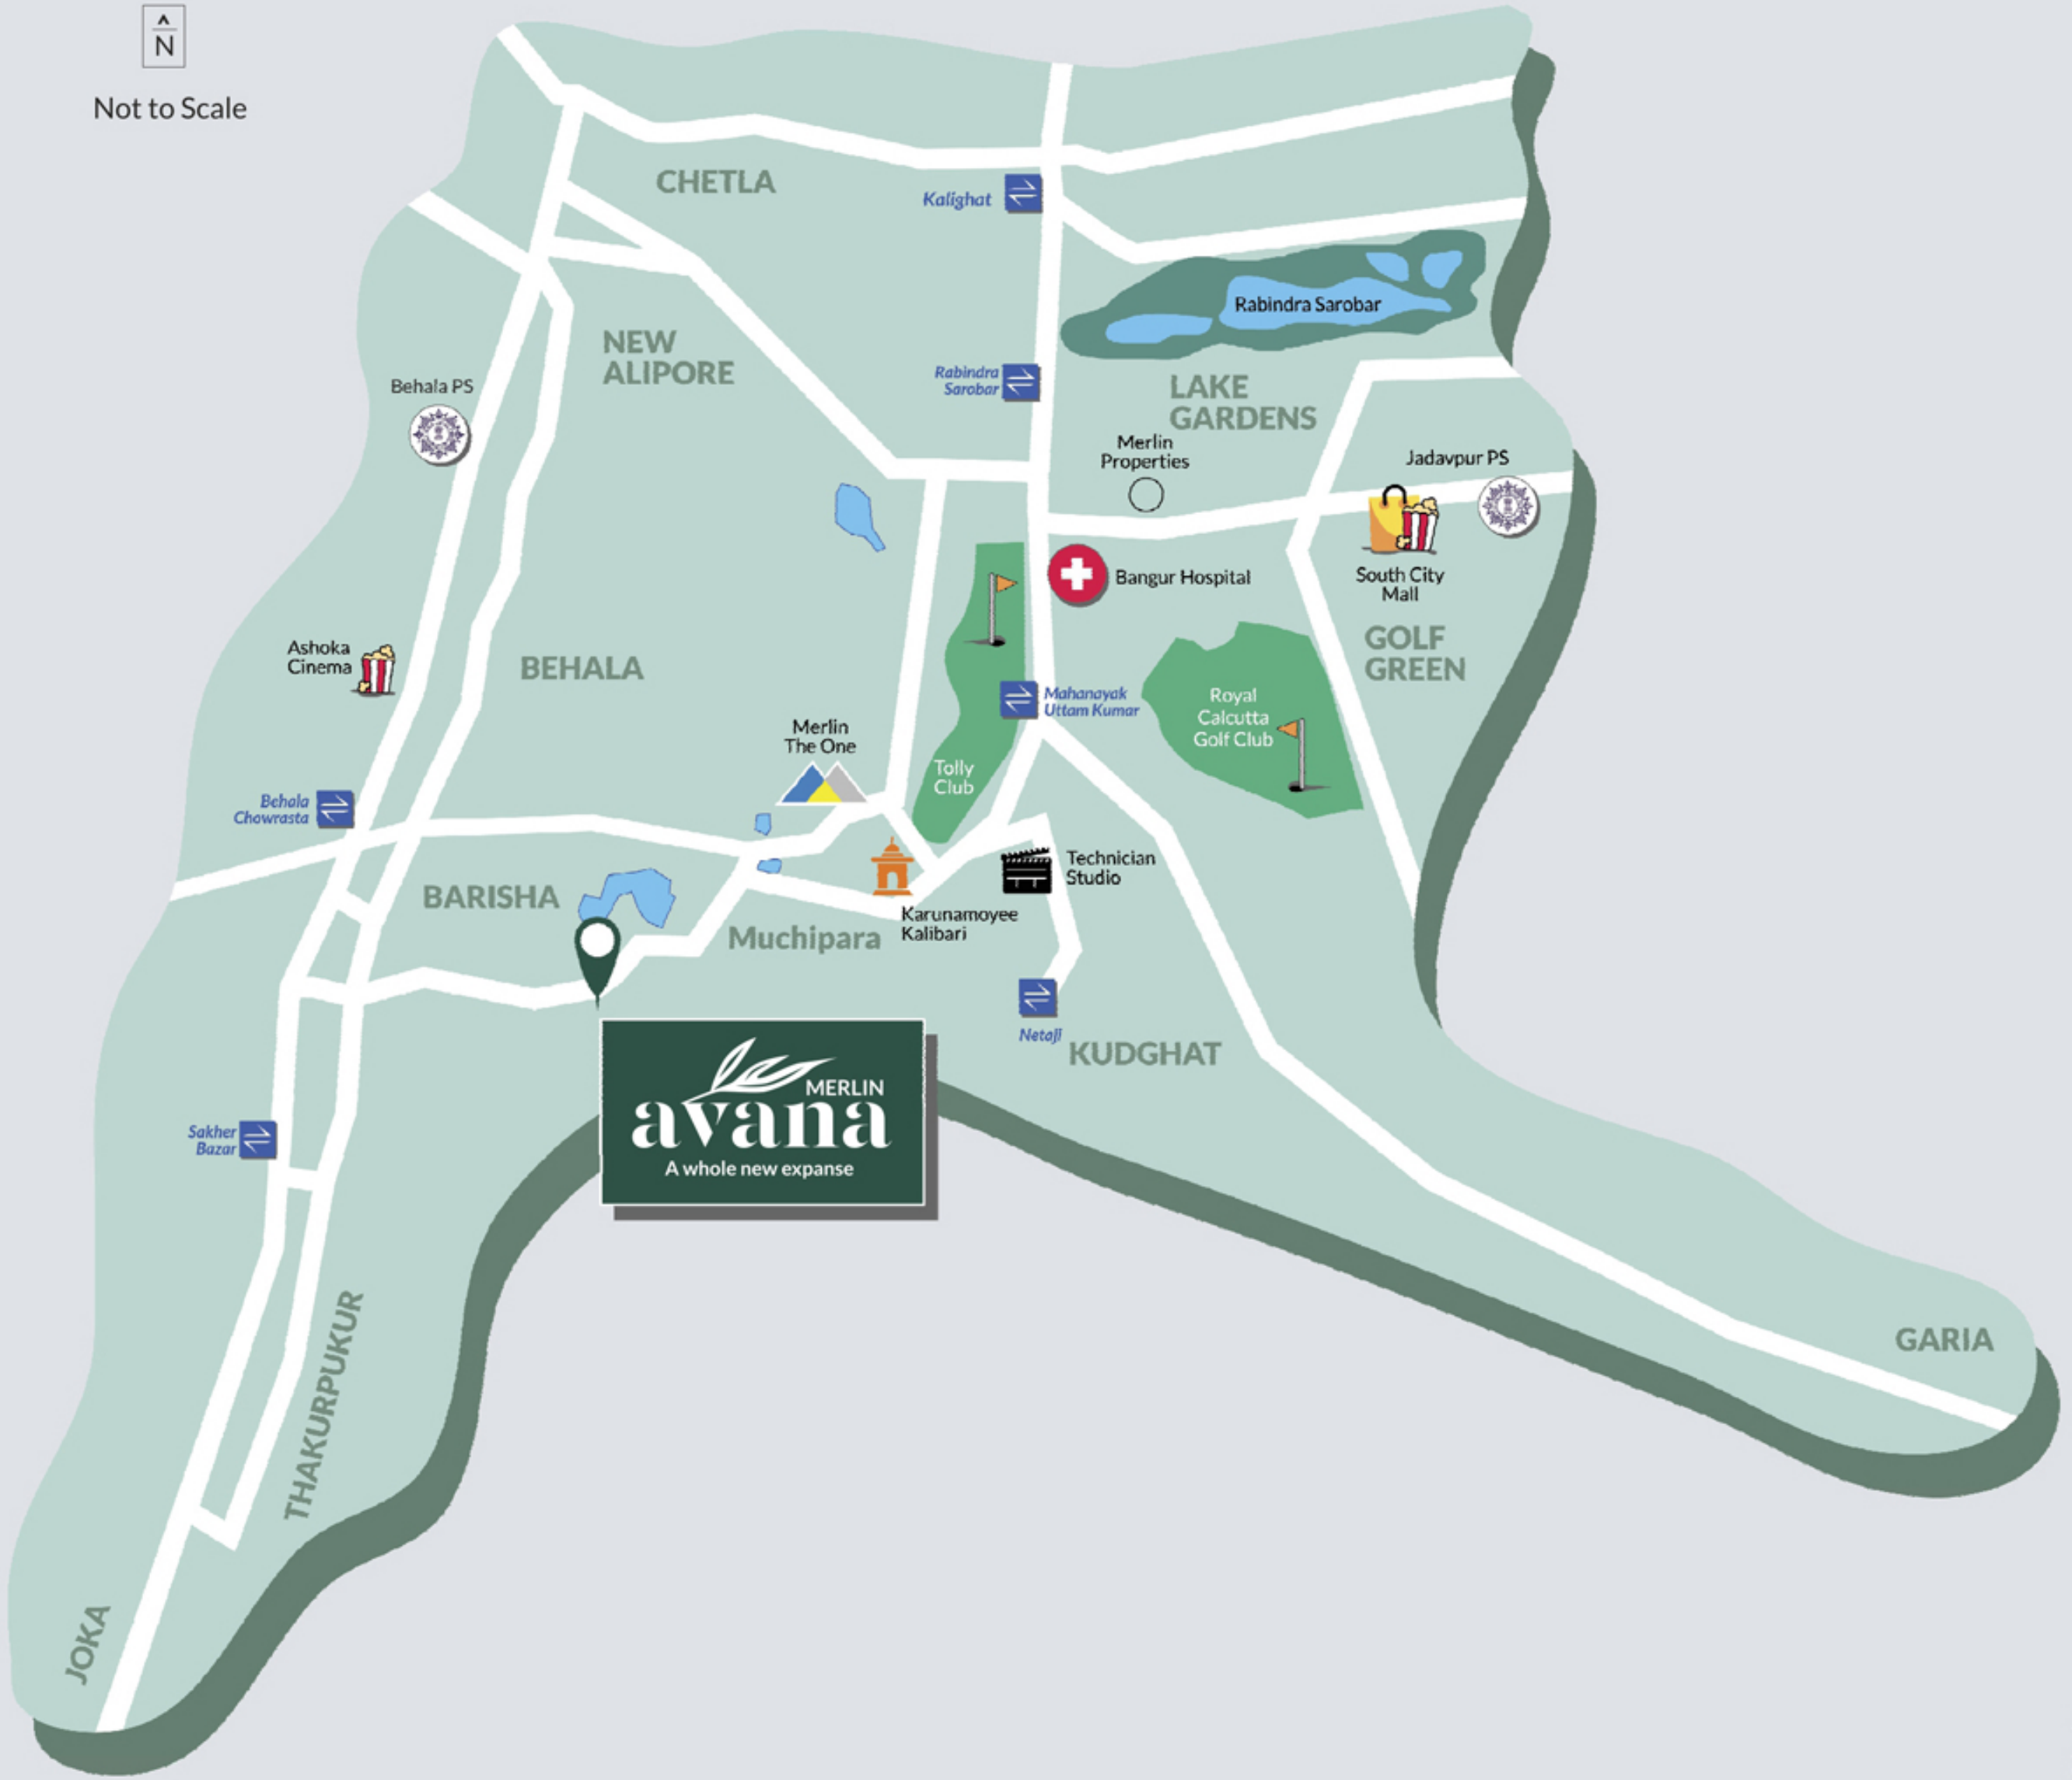 N
Not to Scale
CHETLA
Kalighat
Rabindra Sarobar
NEW
ALIPORE
Behala PS
Rabindra
Sarobar
LAKE
GARDENS
Merlin
Properties
Jadavpur PS
Bangur Hospital
South City
Mall
GOLF
GREEN
Ashoka
Cinema
BEHALA
Mahanayak
Uttam Kumar
Royal
Calcutta
Golf Club
Merlin
The One
Tolly
Club
Behala
Chowrasta
Technician
Studio
BARISHA
Karunamoyee
Kalibari
Muchipara
Netaji
KUDGHAT
MERLIN
avana
A whole new expanse
Sakher
Bazar
THAKURPUKUR
GARIA
JOKA